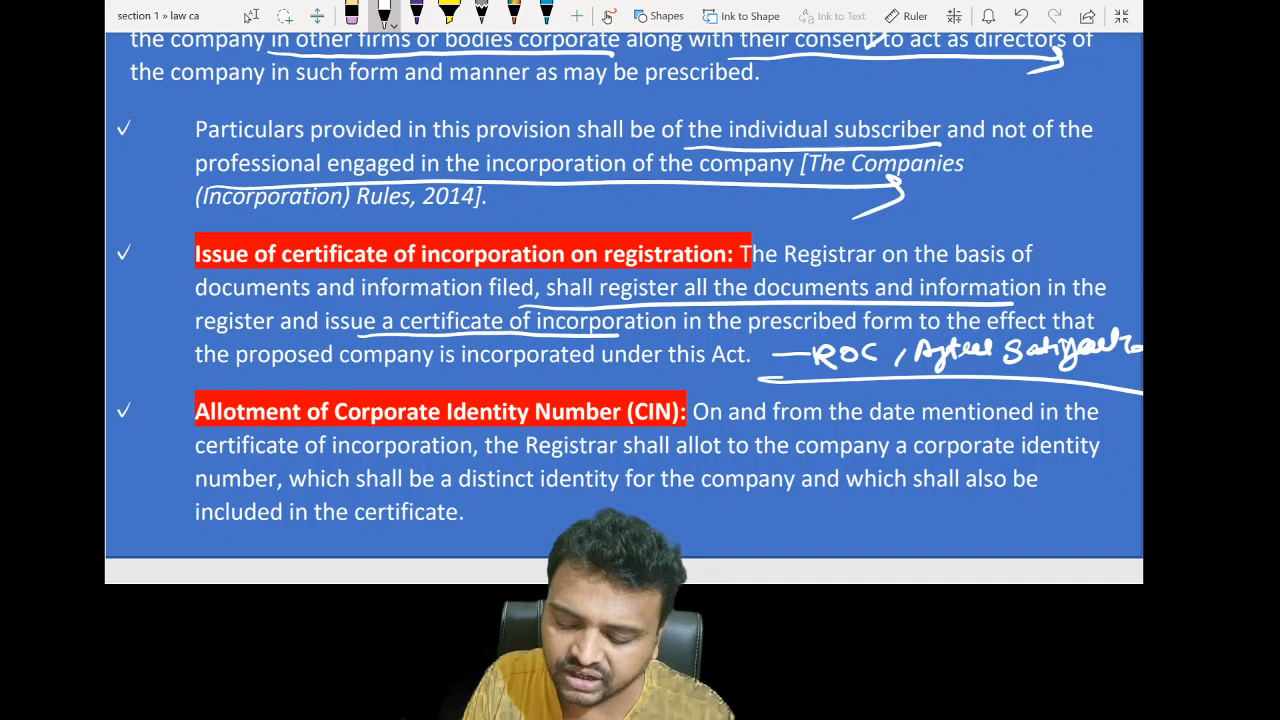 section 1 » law ca
Shapes
Ink to Shape
Ink to Text
Ruler
the company in other firms or bodies corporate along with their consent to act as directors of
the company in such form and manner as may be prescribed.
✓ Particulars provided in this provision shall be of the individual subscriber and not of the
professional engaged in the incorporation of the company [The Companies
(Incorporation) Rules, 2014].
✓ Issue of certificate of incorporation on registration: The Registrar on the basis of
documents and information filed, shall register all the documents and information in the
register and issue a certificate of incorporation in the prescribed form to the effect that
the proposed company is incorporated under this Act.
— ROC ,
✓ Allotment of Corporate Identity Number (CIN): On and from the date mentioned in the
certificate of incorporation, the Registrar shall allot to the company a corporate identity
number, which shall be a distinct identity for the company and which shall also be
included in the certificate.